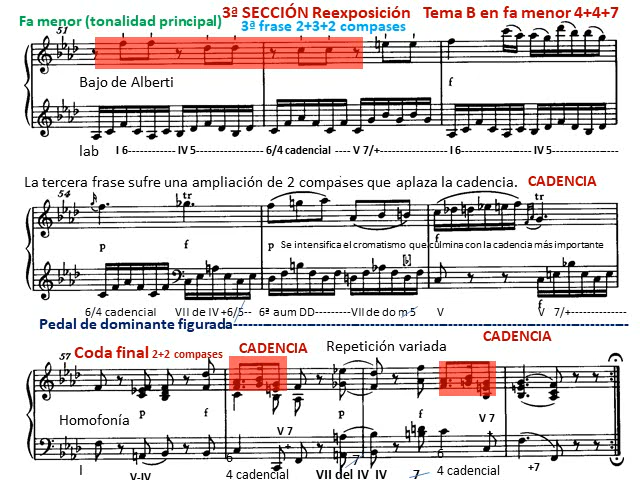 Fa menor (tonalidad principal) 3ª SECCIÓN Reexposición Tema B en fa menor 4+4+7
3ª frase 2+3+2 compases
51
Bajo de Alberti
f
lab I 6------------- IV 5--------------- 6/4 cadencial ---- V 7/+---------- I 6------------- IV 5-------------
La tercera frase sufre una ampliación de 2 compases que aplaza la cadencia. CADENCIA
54 tr tr
p f p Se intensifica el cromatismo que culmina con la cadencia más importante f
f
6/4 cadencial VII de IV +6/5-- 6ª aum DD-------VII de do m 5 V V 7/+---------
Pedal de dominante figurada-------------------------------------------
57 Coda final 2+2 compases CADENCIA Repetición variada CADENCIA
p f p f
Homofonía V 7 V 7
I V-IV 6 4 cadencial VII del IV 7 IV 7 6 4 cadencial +7